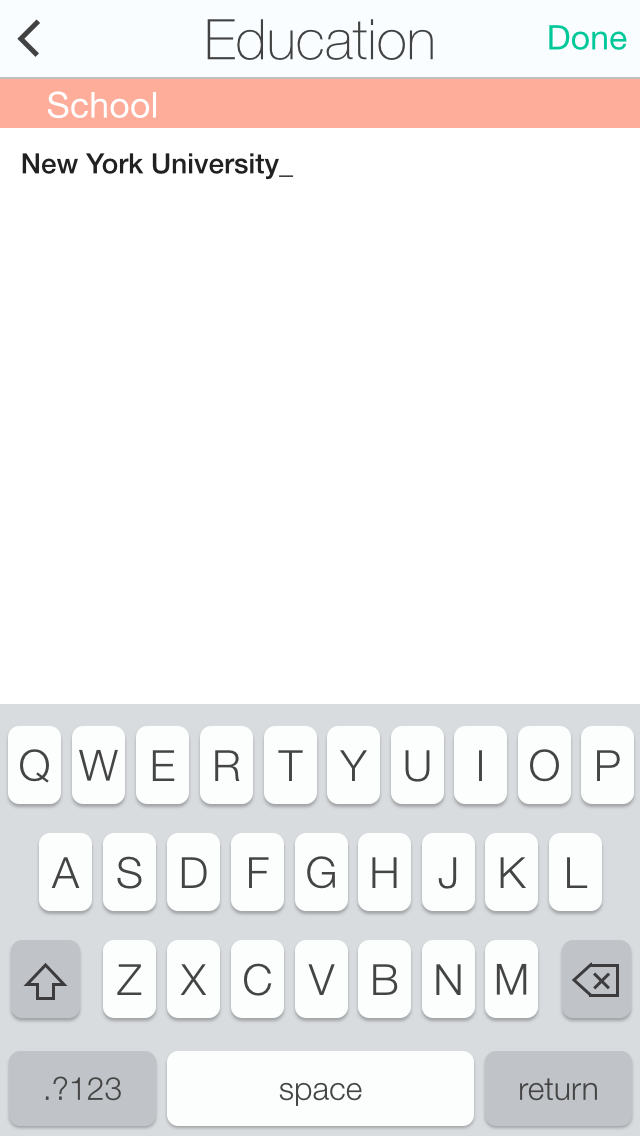 Education
Done
School
New York University_
Q W E R T Y U I O P
A S D F G H J K L
Z X C V B N M
.?123 space return